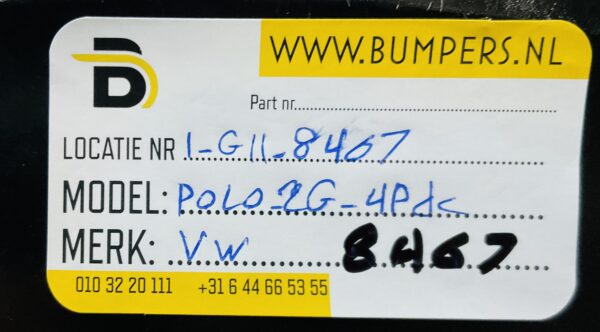 B
WWW.BUMPERS.NL
Part nr.
LOCATIE NR 1-G11-8467
MODEL: POLO-2G-4Pdc
MERK: VW 8467
010 32 20 111 +31 6 44 66 53 55